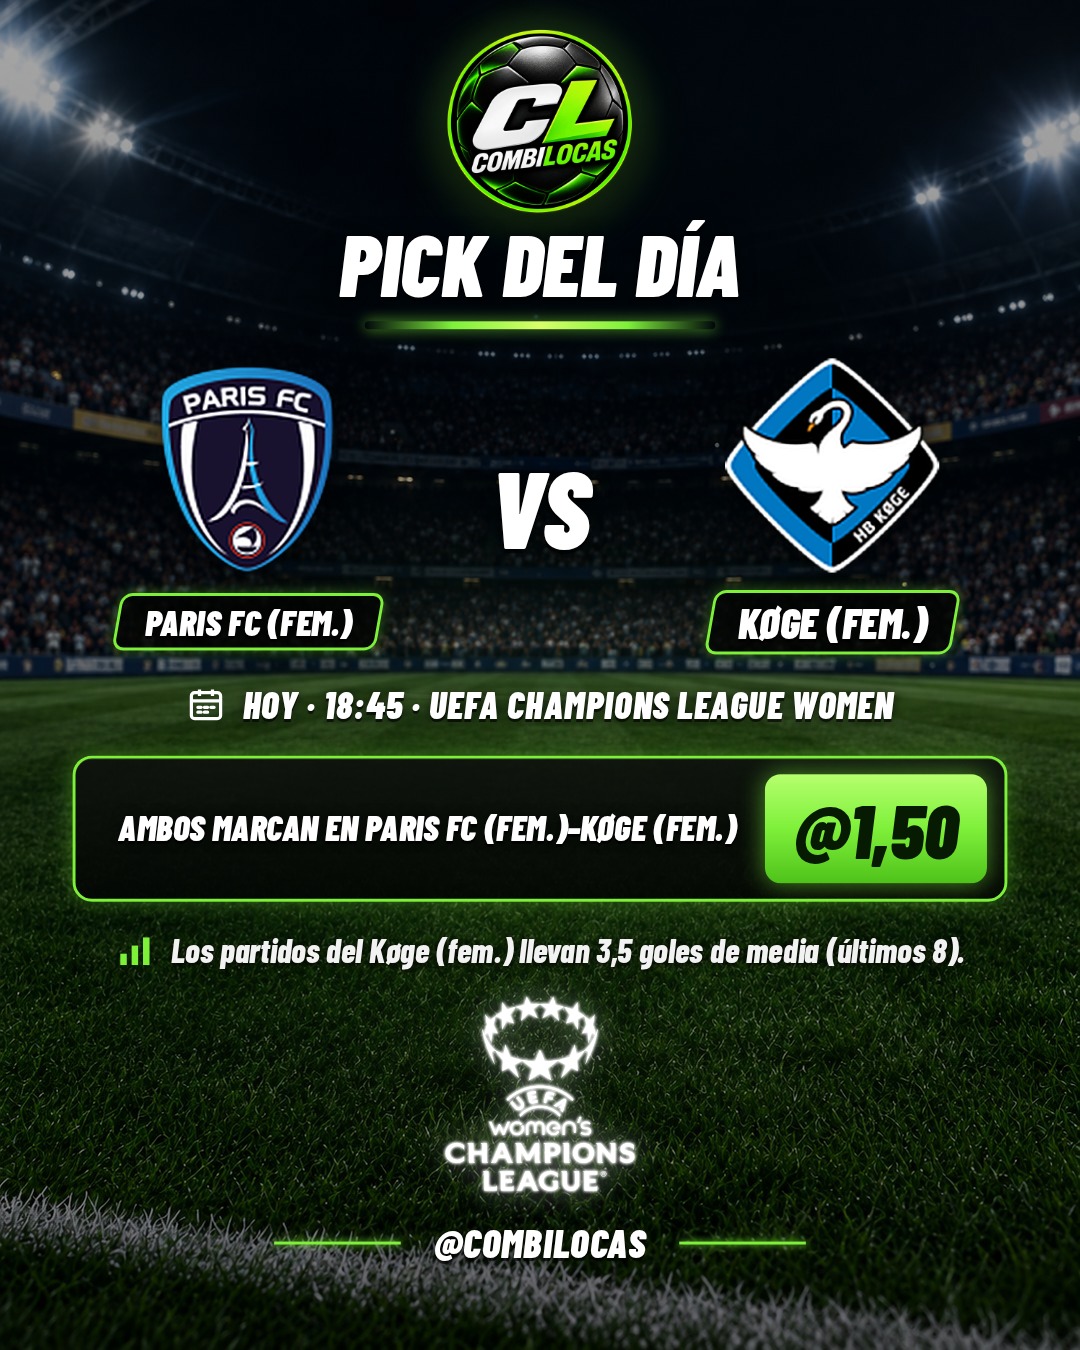 CL
COMBILOCAS
PICK DEL DÍA
PARIS FC
VS
HB KØGE
PARIS FC (FEM.)
KØGE (FEM.)
HOY · 18:45 · UEFA CHAMPIONS LEAGUE WOMEN
AMBOS MARCAN EN PARIS FC (FEM.)-KØGE (FEM.)
@1,50
Los partidos del Køge (fem.) llevan 3,5 goles de media (últimos 8).
UEFA
women's
CHAMPIONS
LEAGUE®
@COMBILOCAS